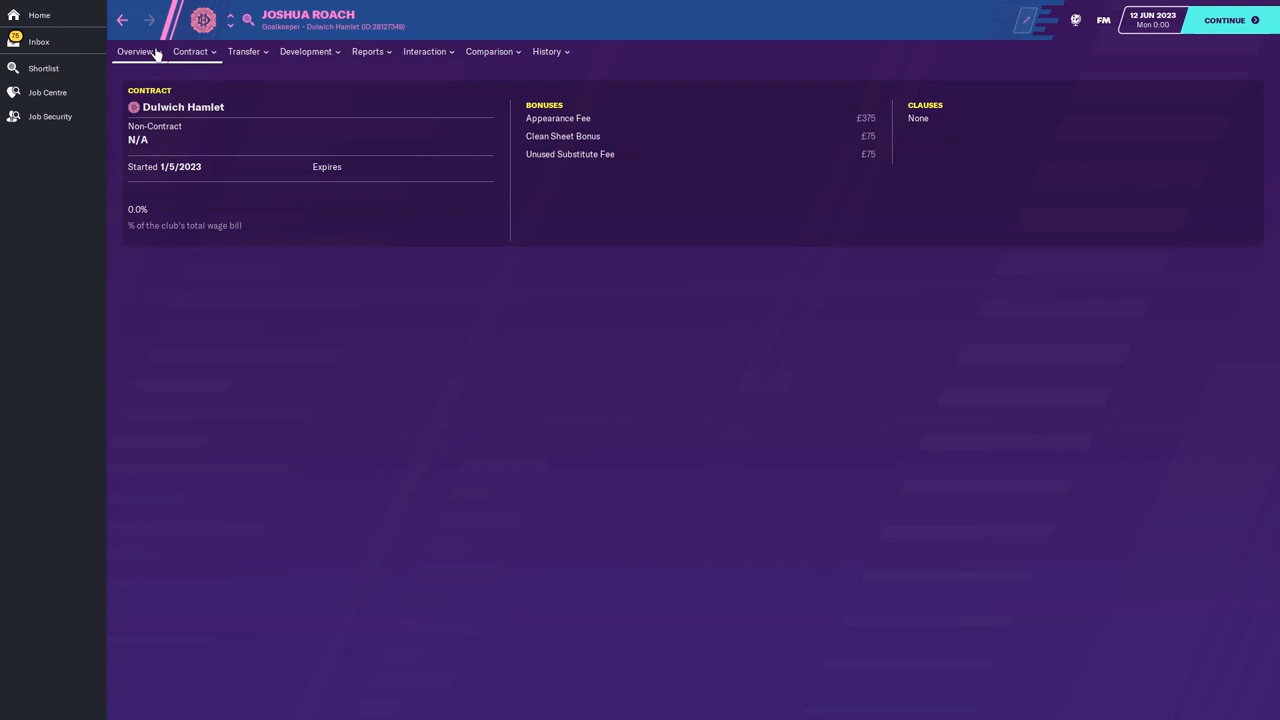 Home
75
Inbox
Shortlist
Job Centre
Job Security
JOSHUA ROACH
Goalkeeper - Dulwich Hamlet (ID:28127349)
FM
12 JUN 2023
Mon 0:00
CONTINUE
Overview Contract Transfer Development Reports Interaction Comparison History
CONTRACT
Dulwich Hamlet
Non-Contract
N/A
Started 1/5/2023 Expires
0.0%
% of the club's total wage bill
BONUSES
Appearance Fee £375
Clean Sheet Bonus £75
Unused Substitute Fee £75
CLAUSES
None